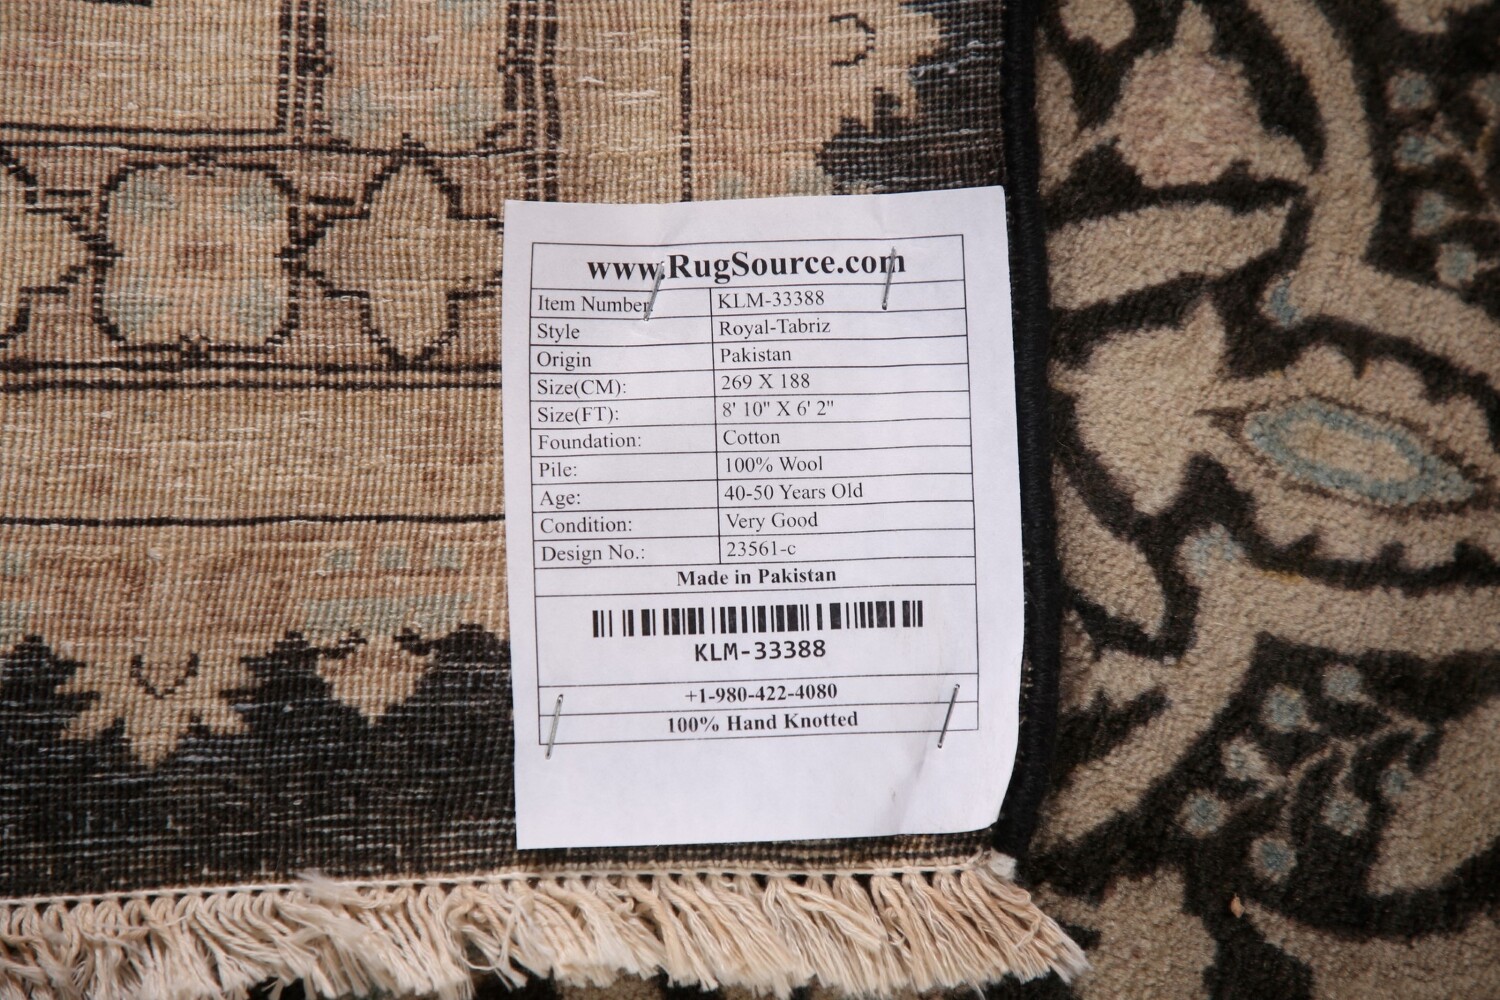 www.RugSource.com
Item Number KLM-33388
Style Royal-Tabriz
Origin Pakistan
Size(CM): 269 X 188
Size(FT): 8' 10" X 6' 2"
Foundation: Cotton
Pile: 100% Wool
Age: 40-50 Years Old
Condition: Very Good
Design No.: 23561-c
Made in Pakistan
KLM-33388
+1-980-422-4080
100% Hand Knotted